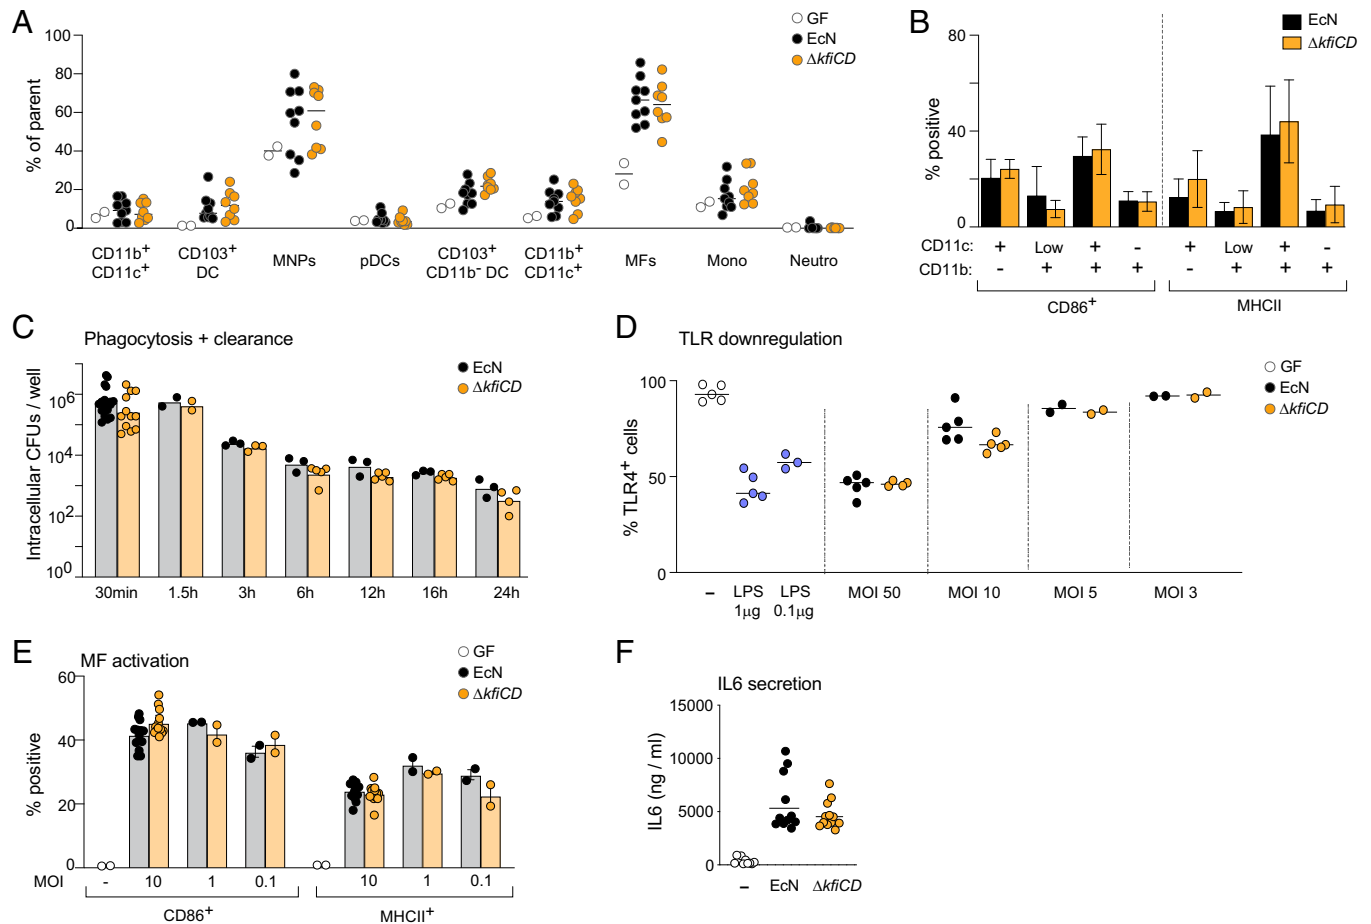 A
GF
EcN
ΔkfiCD
% of parent
100
80
60
40
20
0
CD11b+ CD11c+
CD103+ DC
MNPs
pDCs
CD103+ CD11b- DC
CD11b+ CD11c+
MFs
Mono
Neutro
B
EcN
ΔkfiCD
% positive
80
40
0
CD11c: + Low + - + Low + -
CD11b: - + + + - + + +
CD86+
MHCII
C
Phagocytosis + clearance
EcN
ΔkfiCD
Intracellular CFUs / well
10^6
10^4
10^2
10^0
30min 1.5h 3h 6h 12h 16h 24h
D
TLR downregulation
GF
EcN
ΔkfiCD
% TLR4+ cells
100
50
0
– LPS 1μg LPS 0.1μg MOI 50 MOI 10 MOI 5 MOI 3
E
MF activation
GF
EcN
ΔkfiCD
% positive
60
40
20
0
MOI - 10 1 0.1 10 1 0.1
CD86+
MHCII+
F
IL6 secretion
IL6 (ng / ml)
15000
10000
5000
0
– EcN ΔkfiCD